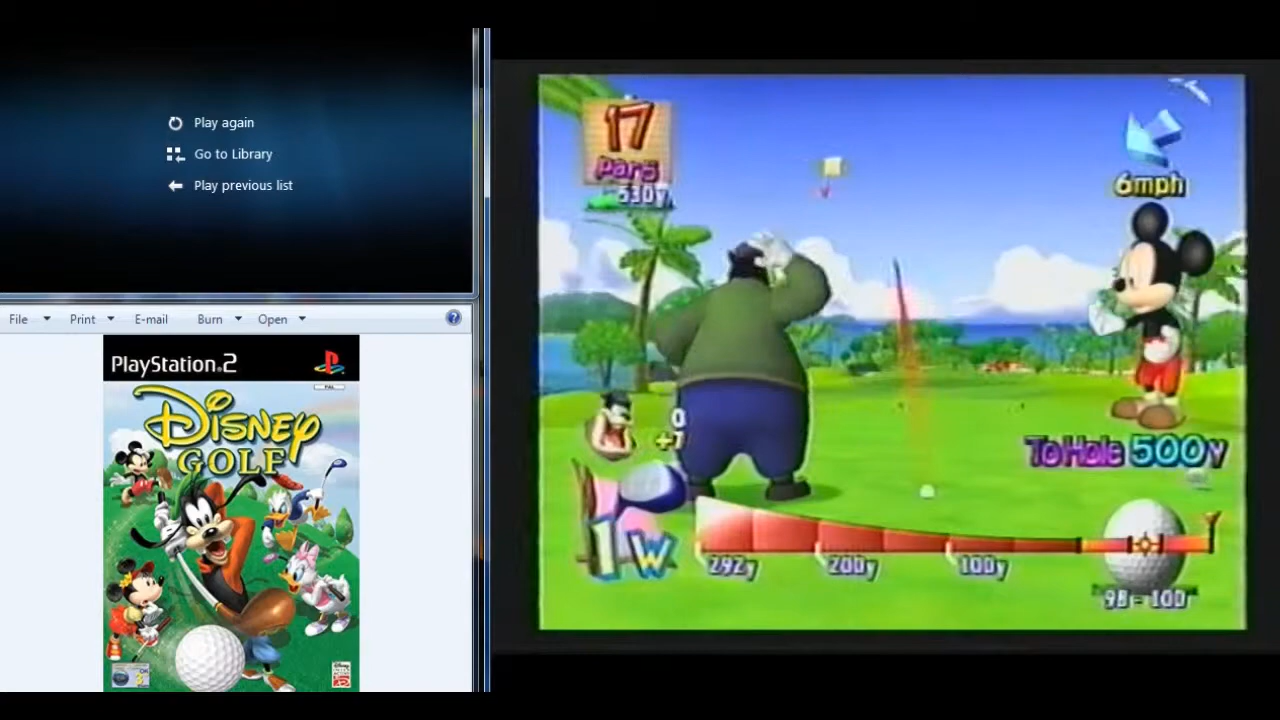 Play again
Go to Library
Play previous list
File
Print
E-mail
Burn
Open
?
PlayStation.2
PAL
DISNEY
GOLF
17
par5
530y
6mph
0
+7
To Hole 500y
1W
292y
200y
100y
98 - 100